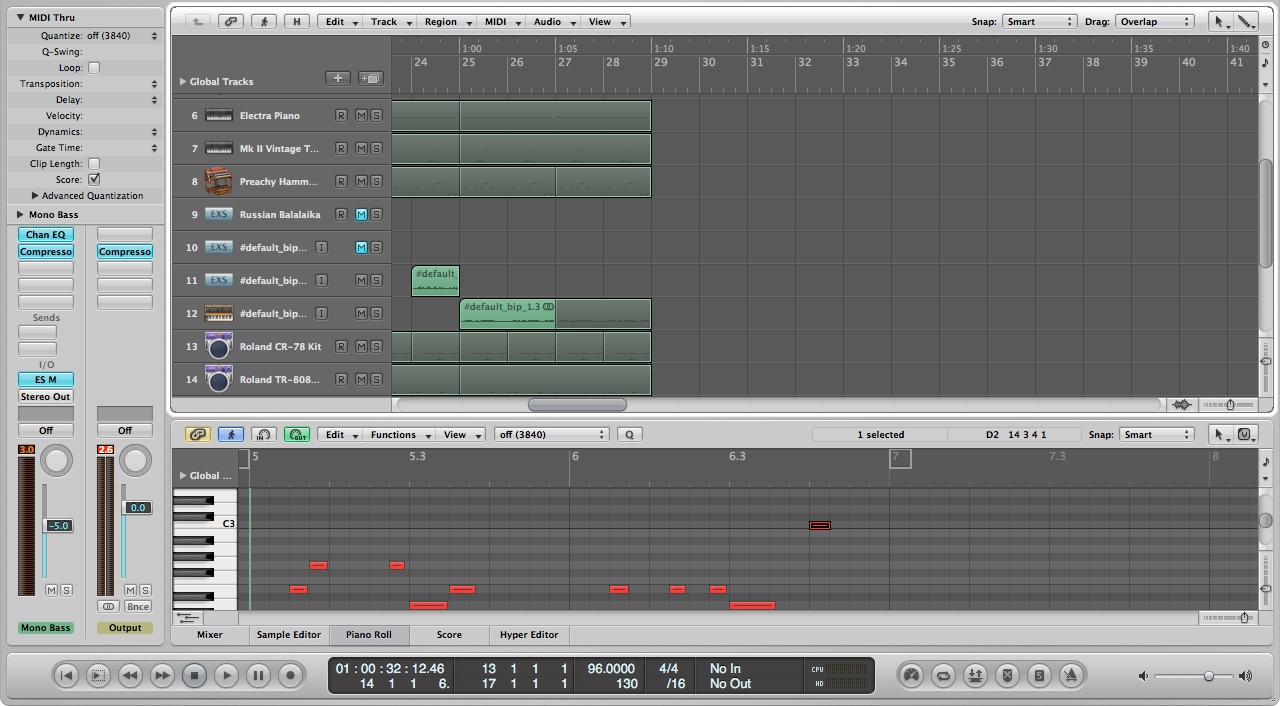 MIDI Thru
Quantize: off (3840)
Q-Swing:
Loop:
Transposition:
Delay:
Velocity:
Dynamics:
Gate Time:
Clip Length:
Score:
Advanced Quantization
Mono Bass
Chan EQ
Compresso Compresso
Sends
I/O
ES M
Stereo Out
Off Off
3.0 2.6
-5.0 0.0
M S M S
Bnce
Mono Bass Output
H Edit Track Region MIDI Audio View Snap: Smart Drag: Overlap
1:00 1:05 1:10 1:15 1:20 1:25 1:30 1:35 1:40
24 25 26 27 28 29 30 31 32 33 34 35 36 37 38 39 40 41
Global Tracks
6 Electra Piano R M S
7 Mk II Vintage T... R M S
8 Preachy Hamm... R M S
9 EXS Russian Balalaika R M S
10 EXS #default_bip... I M S
11 EXS #default_bip... I M S #default_
12 #default_bip... I M S #default_bip_1.3
13 Roland CR-78 Kit R M S
14 Roland TR-808... R M S
IN OUT Edit Functions View off (3840) Q 1 selected D2 14 3 4 1 Snap: Smart
5 5.3 6 6.3 7 7.3 8
Global ...
C3
Mixer Sample Editor Piano Roll Score Hyper Editor
01 : 00 : 32 : 12.46 13 1 1 1 96.0000 4/4 No In CPU
14 1 1 6. 17 1 1 1 130 /16 No Out HD
S